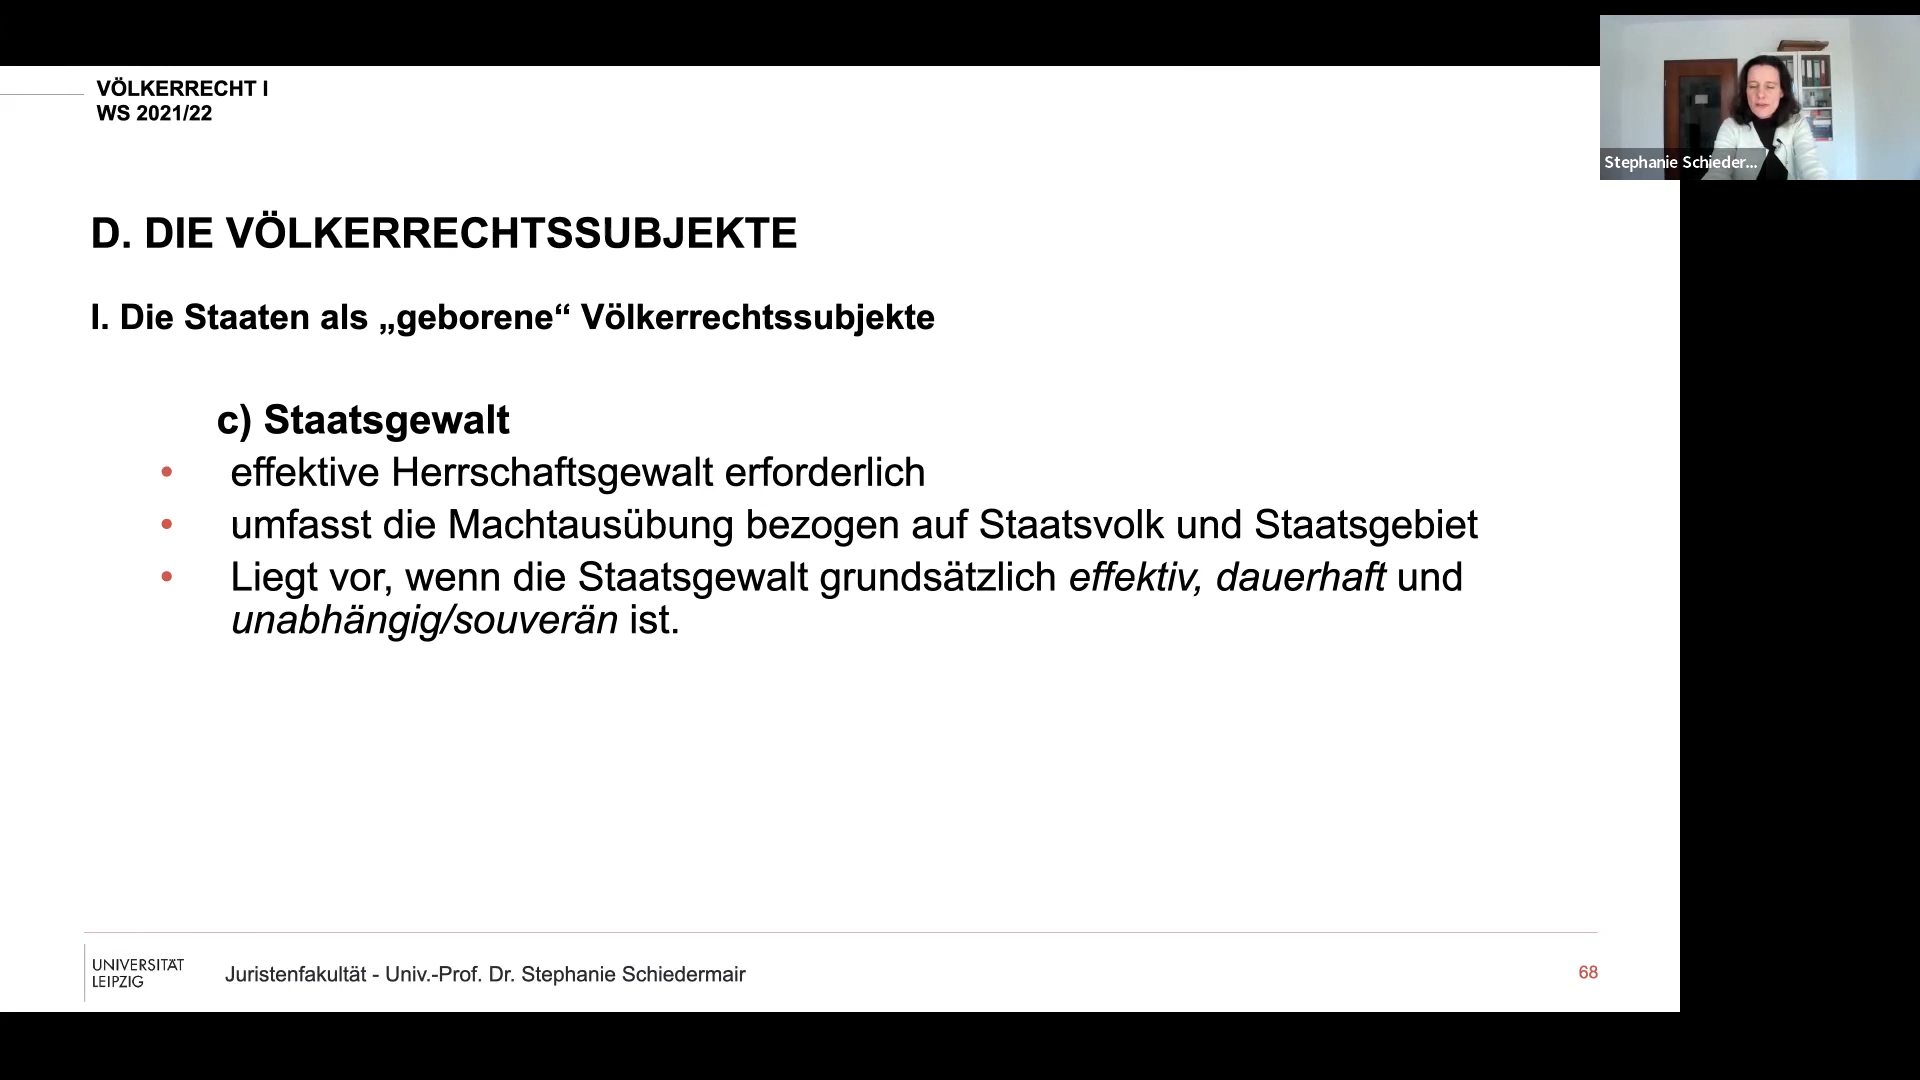 VÖLKERRECHT I
WS 2021/22
Stephanie Schieder...
D. DIE VÖLKERRECHTSSUBJEKTE
I. Die Staaten als „geborene“ Völkerrechtssubjekte
c) Staatsgewalt
• effektive Herrschaftsgewalt erforderlich
• umfasst die Machtausübung bezogen auf Staatsvolk und Staatsgebiet
• Liegt vor, wenn die Staatsgewalt grundsätzlich effektiv, dauerhaft und
unabhängig/souverän ist.
UNIVERSITÄT
LEIPZIG
Juristenfakultät - Univ.-Prof. Dr. Stephanie Schiedermair
68